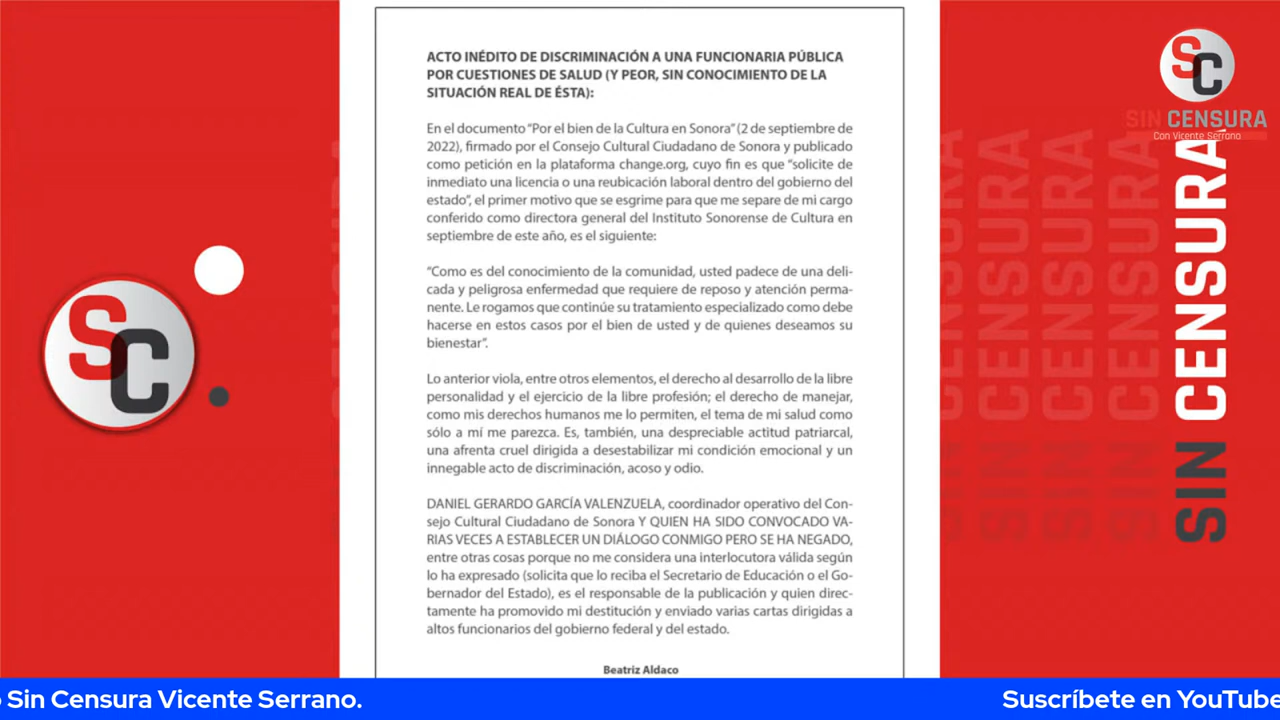 ACTO INÉDITO DE DISCRIMINACIÓN A UNA FUNCIONARIA PÚBLICA
POR CUESTIONES DE SALUD (Y PEOR, SIN CONOCIMIENTO DE LA
SITUACIÓN REAL DE ÉSTA):
En el documento “Por el bien de la Cultura en Sonora” (2 de septiembre de
2022), firmado por el Consejo Cultural Ciudadano de Sonora y publicado
como petición en la plataforma change.org, cuyo fin es que “solicite de
inmediato una licencia o una reubicación laboral dentro del gobierno del
estado”, el primer motivo que se esgrime para que me separe de mi cargo
conferido como directora general del Instituto Sonorense de Cultura en
septiembre de este año, es el siguiente:
“Como es del conocimiento de la comunidad, usted padece de una deli-
cada y peligrosa enfermedad que requiere de reposo y atención perma-
nente. Le rogamos que continúe su tratamiento especializado como debe
hacerse en estos casos por el bien de usted y de quienes deseamos su
bienestar”.
Lo anterior viola, entre otros elementos, el derecho al desarrollo de la libre
personalidad y el ejercicio de la libre profesión; el derecho de manejar,
como mis derechos humanos me lo permiten, el tema de mi salud como
sólo a mí me parezca. Es, también, una despreciable actitud patriarcal,
una afrenta cruel dirigida a desestabilizar mi condición emocional y un
innegable acto de discriminación, acoso y odio.
DANIEL GERARDO GARCÍA VALENZUELA, coordinador operativo del Con-
sejo Cultural Ciudadano de Sonora Y QUIEN HA SIDO CONVOCADO VA-
RIAS VECES A ESTABLECER UN DIÁLOGO CONMIGO PERO SE HA NEGADO,
entre otras cosas porque no me considera una interlocutora válida según
lo ha expresado (solicita que lo reciba el Secretario de Educación o el Go-
bernador del Estado), es el responsable de la publicación y quien direc-
tamente ha promovido mi destitución y enviado varias cartas dirigidas a
altos funcionarios del gobierno federal y del estado.
Beatriz Aldaco
SC
SC
SIN CENSURA
Con Vicente Serrano
SIN CENSURA
SIN CENSURA
SIN CENSURA
SIN CENSURA
Sin Censura Vicente Serrano.
Suscríbete en YouTube